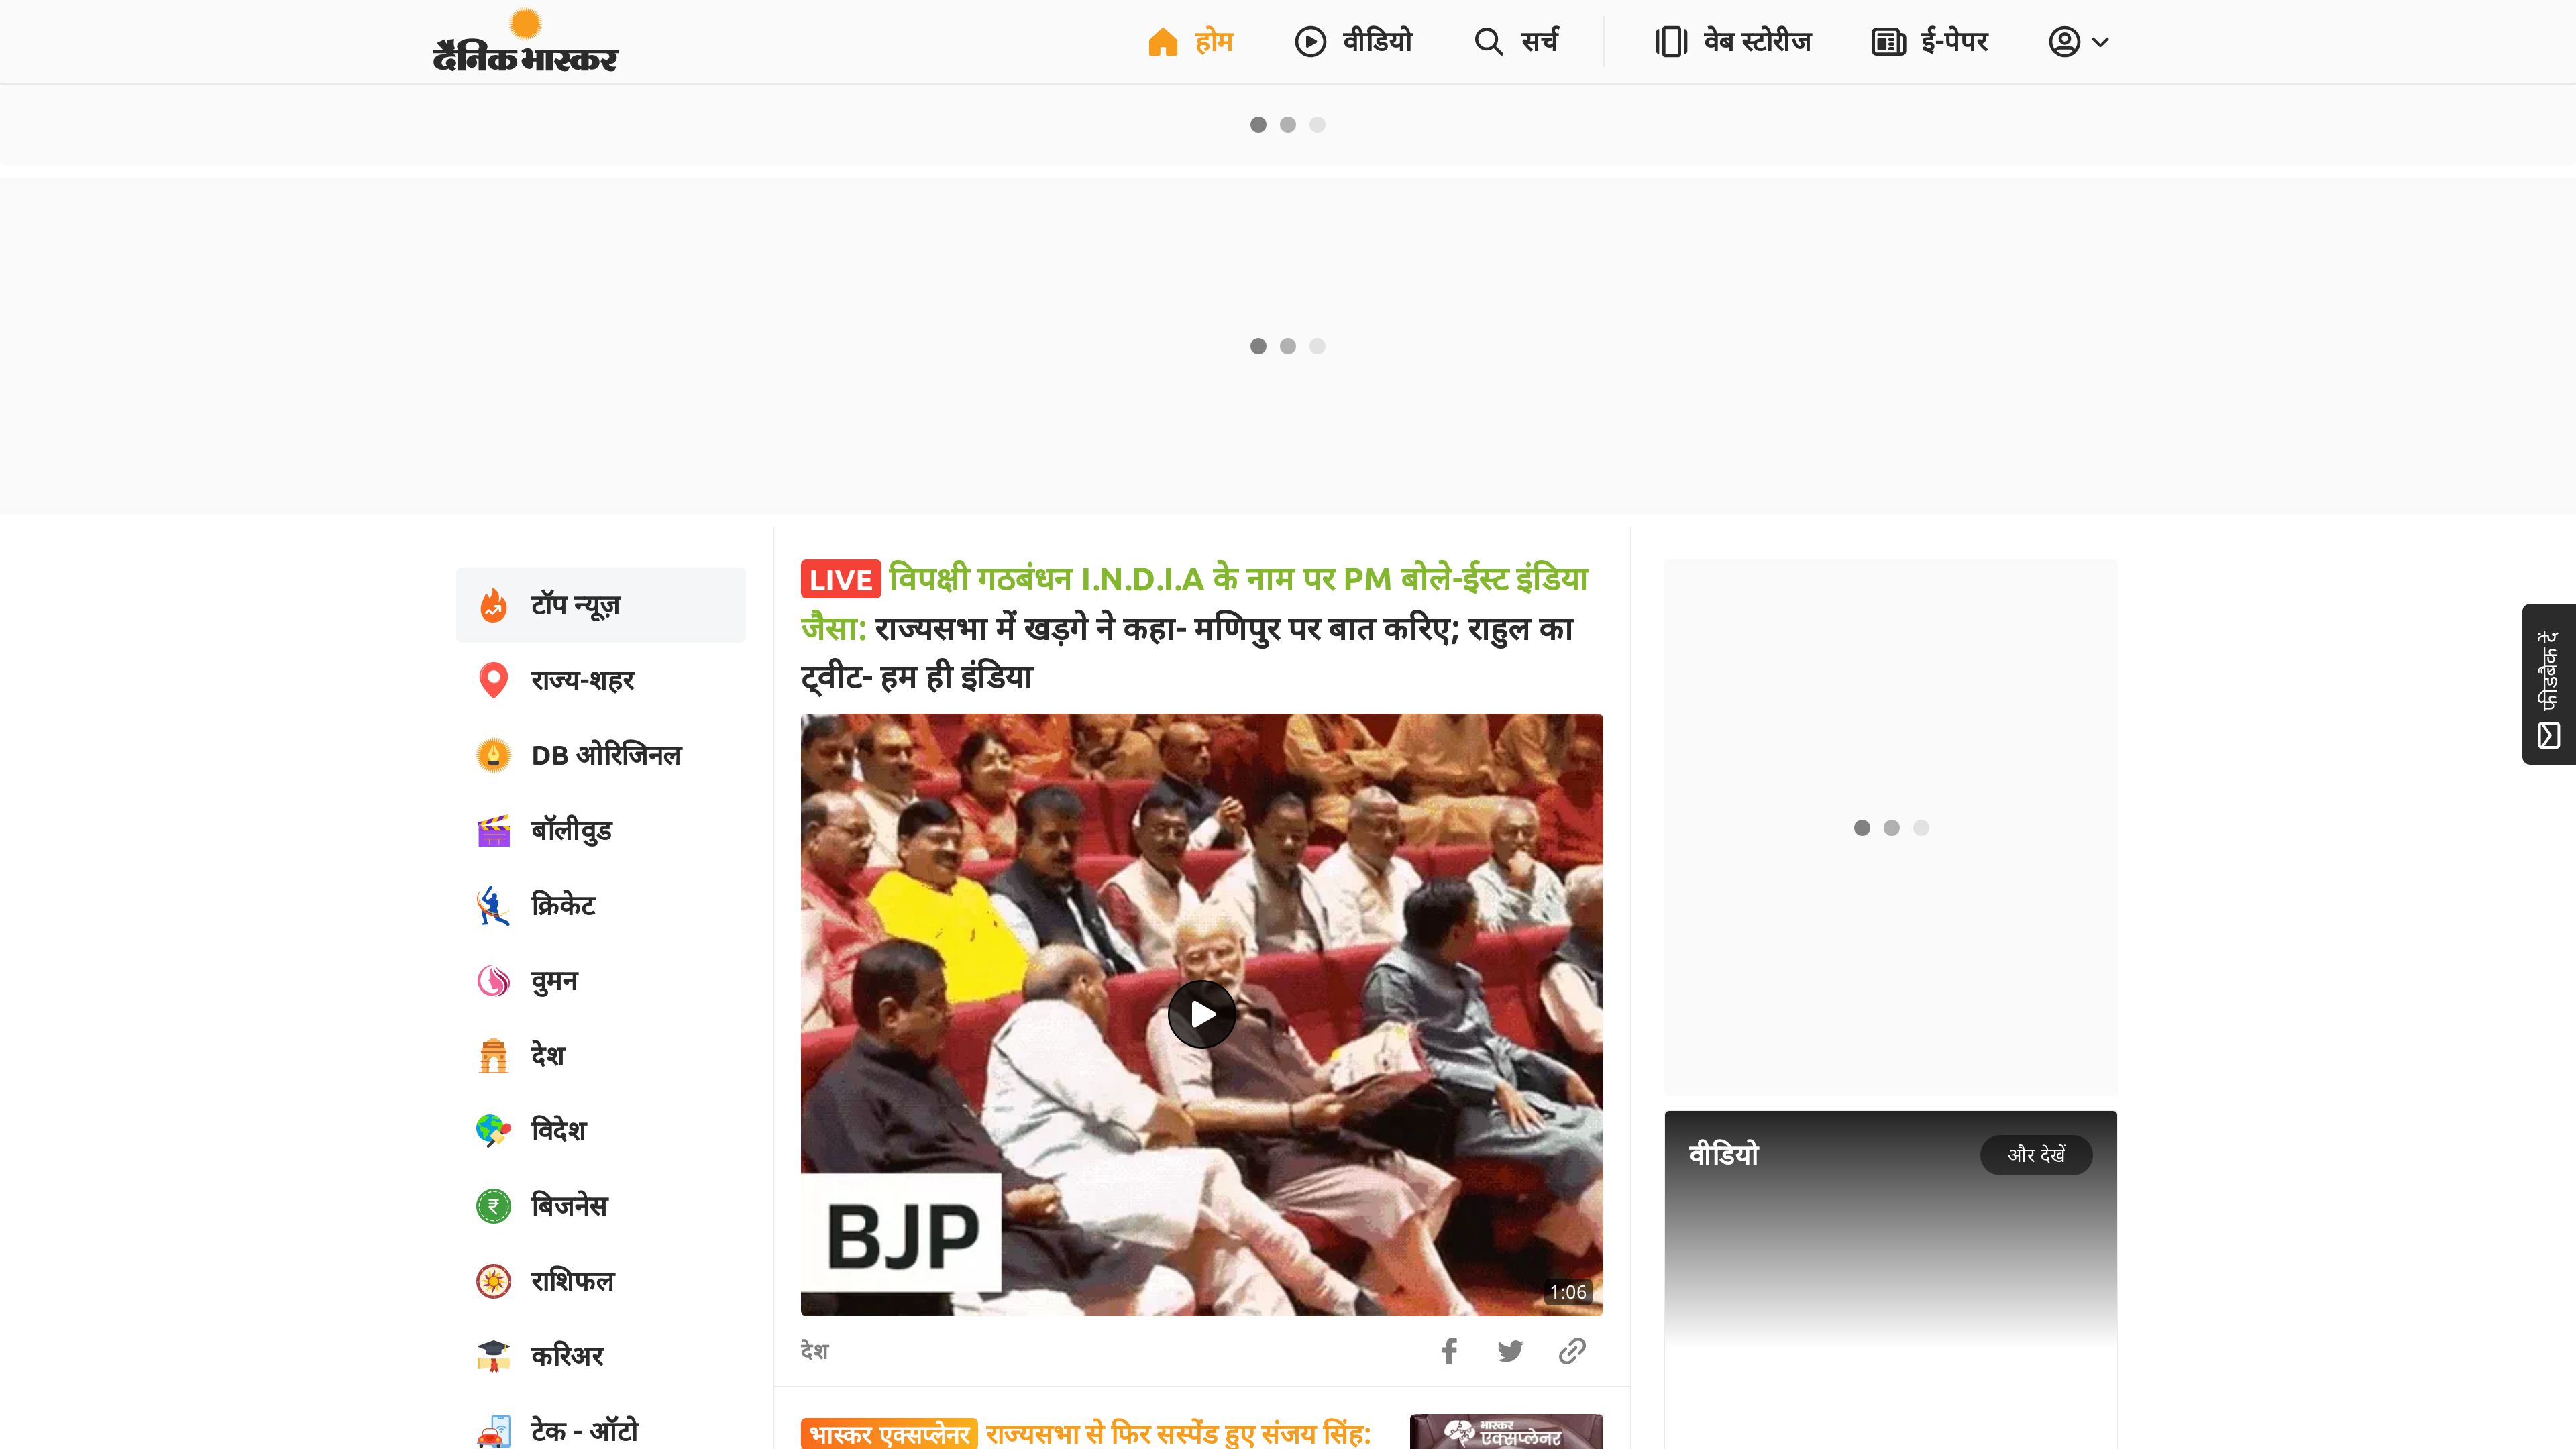 दैनिक भास्कर
होम
वीडियो
सर्च
वेब स्टोरीज
ई-पेपर
टॉप न्यूज़
राज्य-शहर
DB ओरिजिनल
बॉलीवुड
क्रिकेट
वुमन
देश
विदेश
बिजनेस
राशिफल
करिअर
टेक - ऑटो
LIVE विपक्षी गठबंधन I.N.D.I.A के नाम पर PM बोले-ईस्ट इंडिया
जैसा: राज्यसभा में खड़गे ने कहा- मणिपुर पर बात करिए; राहुल का
ट्वीट- हम ही इंडिया
BJP
1:06
देश
भास्कर एक्सप्लेनर राज्यसभा से फिर सस्पेंड हुए संजय सिंह:
भास्कर
एक्सप्लेनर
वीडियो
और देखें
फीडबैक दें